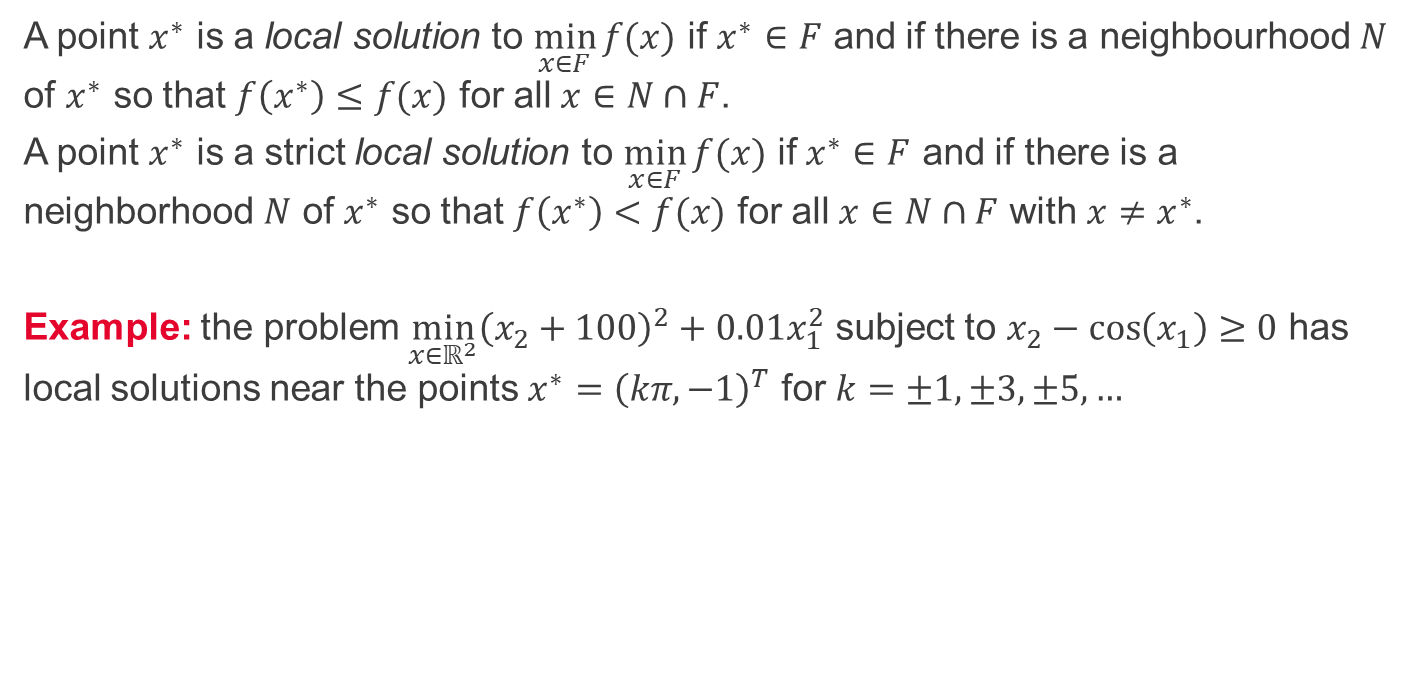 A point 𝑥* is a local solution to min 𝑓(𝑥) if 𝑥* ∈ 𝐹 and if there is a neighbourhood 𝑁
𝑥∈𝐹
of 𝑥* so that 𝑓(𝑥*) ≤ 𝑓(𝑥) for all 𝑥 ∈ 𝑁 ∩ 𝐹.
A point 𝑥* is a strict local solution to min 𝑓(𝑥) if 𝑥* ∈ 𝐹 and if there is a
𝑥∈𝐹
neighborhood 𝑁 of 𝑥* so that 𝑓(𝑥*) < 𝑓(𝑥) for all 𝑥 ∈ 𝑁 ∩ 𝐹 with 𝑥 ≠ 𝑥*.
Example: the problem min (𝑥₂ + 100)² + 0.01𝑥₁² subject to 𝑥₂ − cos(𝑥₁) ≥ 0 has
𝑥∈ℝ²
local solutions near the points 𝑥* = (𝑘𝜋, −1)ᵀ for 𝑘 = ±1, ±3, ±5, …